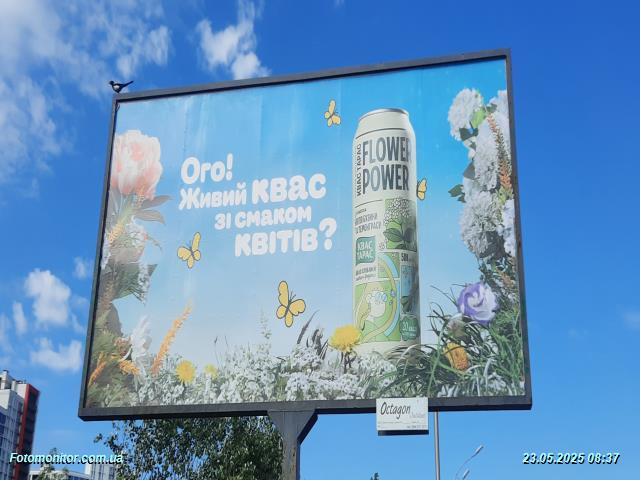 Ого!
Живий квас
зі смаком
квітів?
КВАС ТАРАС
FLOWER
POWER
КВАС
ТАРАС
Octagon
Fotomonitor.com.ua
23.05.2025 08:37